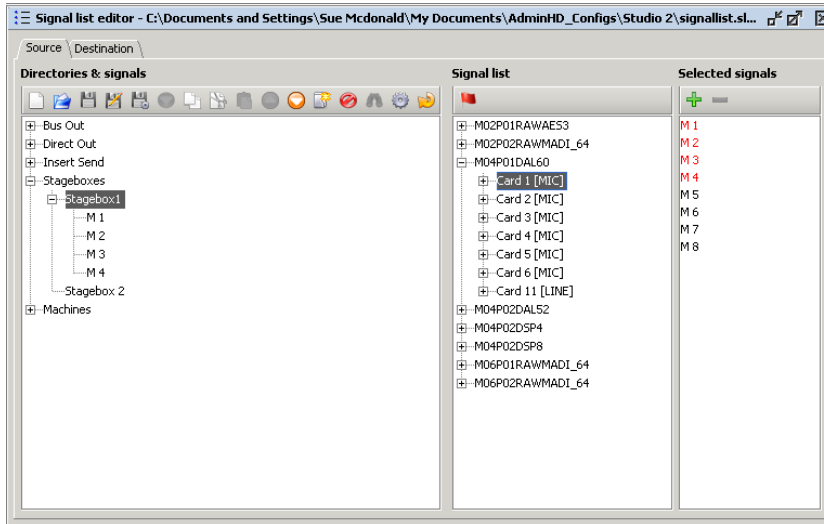 Signal list editor - C:\Documents and Settings\Sue Mcdonald\My Documents\AdminHD_Configs\Studio 2\signallist.sl...
Source
Destination
Directories & signals
Bus Out
Direct Out
Insert Send
Stageboxes
Stagebox1
M 1
M 2
M 3
M 4
Stagebox 2
Machines
Signal list
M02P01RAWAES3
M02P02RAWMADI_64
M04P01DAL60
Card 1 [MIC]
Card 2 [MIC]
Card 3 [MIC]
Card 4 [MIC]
Card 5 [MIC]
Card 6 [MIC]
Card 11 [LINE]
M04P02DAL52
M04P02DSP4
M04P02DSP8
M06P01RAWMADI_64
M06P02RAWMADI_64
Selected signals
M 1
M 2
M 3
M 4
M 5
M 6
M 7
M 8